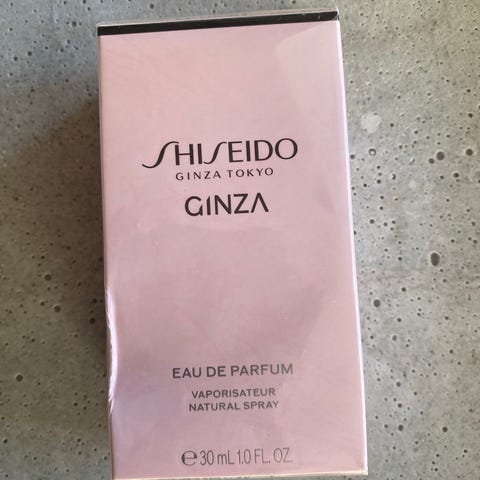 SHISEIDO
GINZA TOKYO
GINZA
EAU DE PARFUM
VAPORISATEUR
NATURAL SPRAY
℮ 30 mL 1.0 FL. OZ.